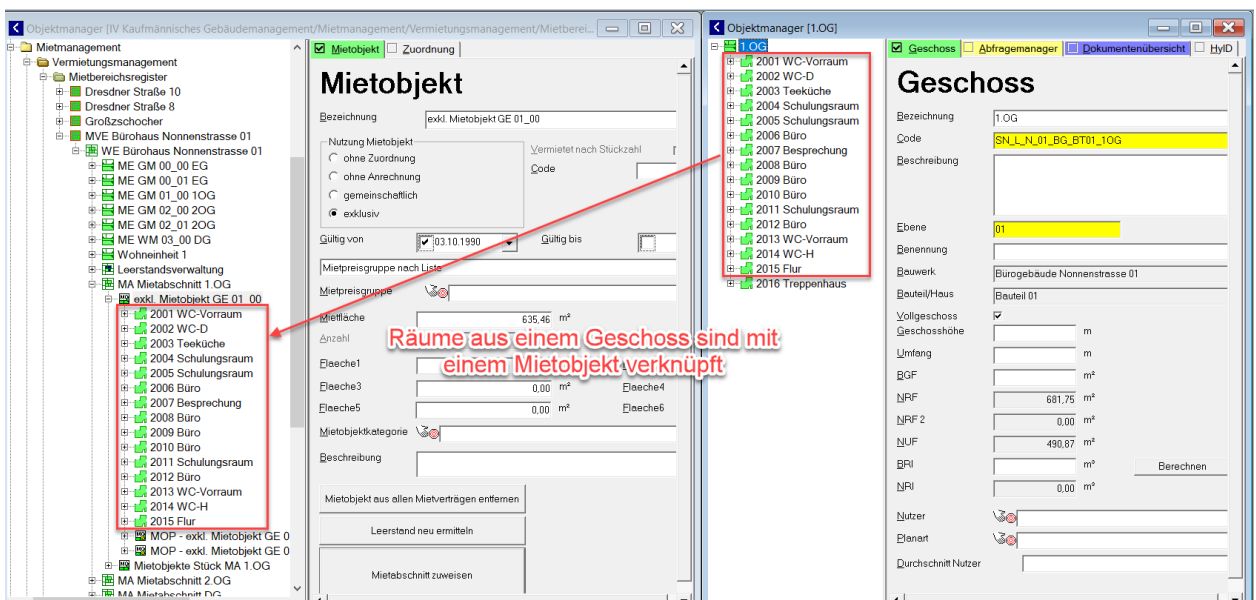 Objektmanager [IV Kaufmännisches Gebäudemanagement/Mietmanagement/Vermietungsmanagement/Mietberei...
Mietmanagement
Vermietungsmanagement
Mietbereichsregister
Dresdner Straße 10
Dresdner Straße 8
Großzschocher
MVE Bürohaus Nonnenstrasse 01
WE Bürohaus Nonnenstrasse 01
ME GM 00_00 EG
ME GM 00_01 EG
ME GM 01_00 1OG
ME GM 02_00 2OG
ME GM 02_01 2OG
ME WM 03_00 DG
Wohneinheit 1
Leerstandsverwaltung
MA Mietabschnitt 1.OG
exkl. Mietobjekt GE 01_00
2001 WC-Vorraum
2002 WC-D
2003 Teeküche
2004 Schulungsraum
2005 Schulungsraum
2006 Büro
2007 Besprechung
2008 Büro
2009 Büro
2010 Büro
2011 Schulungsraum
2012 Büro
2013 WC-Vorraum
2014 WC-H
2015 Flur
MOP - exkl. Mietobjekt GE 0
MOP - exkl. Mietobjekt GE 0
Mietobjekte Stück MA 1.OG
MA Mietabschnitt 2.OG
MA Mietabschnitt DG
Mietobjekt Zuordnung
Mietobjekt
Bezeichnung exkl. Mietobjekt GE 01_00
Nutzung Mietobjekt
ohne Zuordnung
ohne Anrechnung
gemeinschaftlich
exklusiv
Vermietet nach Stückzahl
Code
Gültig von 03.10.1990 Gültig bis
Mietpreisgruppe nach Liste
Mietpreisgruppe
Mietfläche 635,46 m²
Anzahl
Räume aus einem Geschoss sind mit
einem Mietobjekt verknüpft
Flaeche1
Flaeche3 0,00 m² Flaeche4
Flaeche5 0,00 m² Flaeche6
Mietobjektkategorie
Beschreibung
Mietobjekt aus allen Mietverträgen entfernen
Leerstand neu ermitteln
Mietabschnitt zuweisen
Objektmanager [1.OG]
1.OG
2001 WC-Vorraum
2002 WC-D
2003 Teeküche
2004 Schulungsraum
2005 Schulungsraum
2006 Büro
2007 Besprechung
2008 Büro
2009 Büro
2010 Büro
2011 Schulungsraum
2012 Büro
2013 WC-Vorraum
2014 WC-H
2015 Flur
2016 Treppenhaus
Geschoss Abfragemanager Dokumentenübersicht HyID
Geschoss
Bezeichnung 1.OG
Code SN_L_N_01_BG_BT01_1OG
Beschreibung
Ebene 01
Benennung
Bauwerk Bürogebäude Nonnenstrasse 01
Bauteil/Haus Bauteil 01
Vollgeschoss
Geschosshöhe m
Umfang m
BGF m²
NRF 681,75 m²
NRF 2 0,00 m²
NUF 490,87 m²
BRI m³ Berechnen
NRI 0,00 m³
Nutzer
Planart
Durchschnitt Nutzer